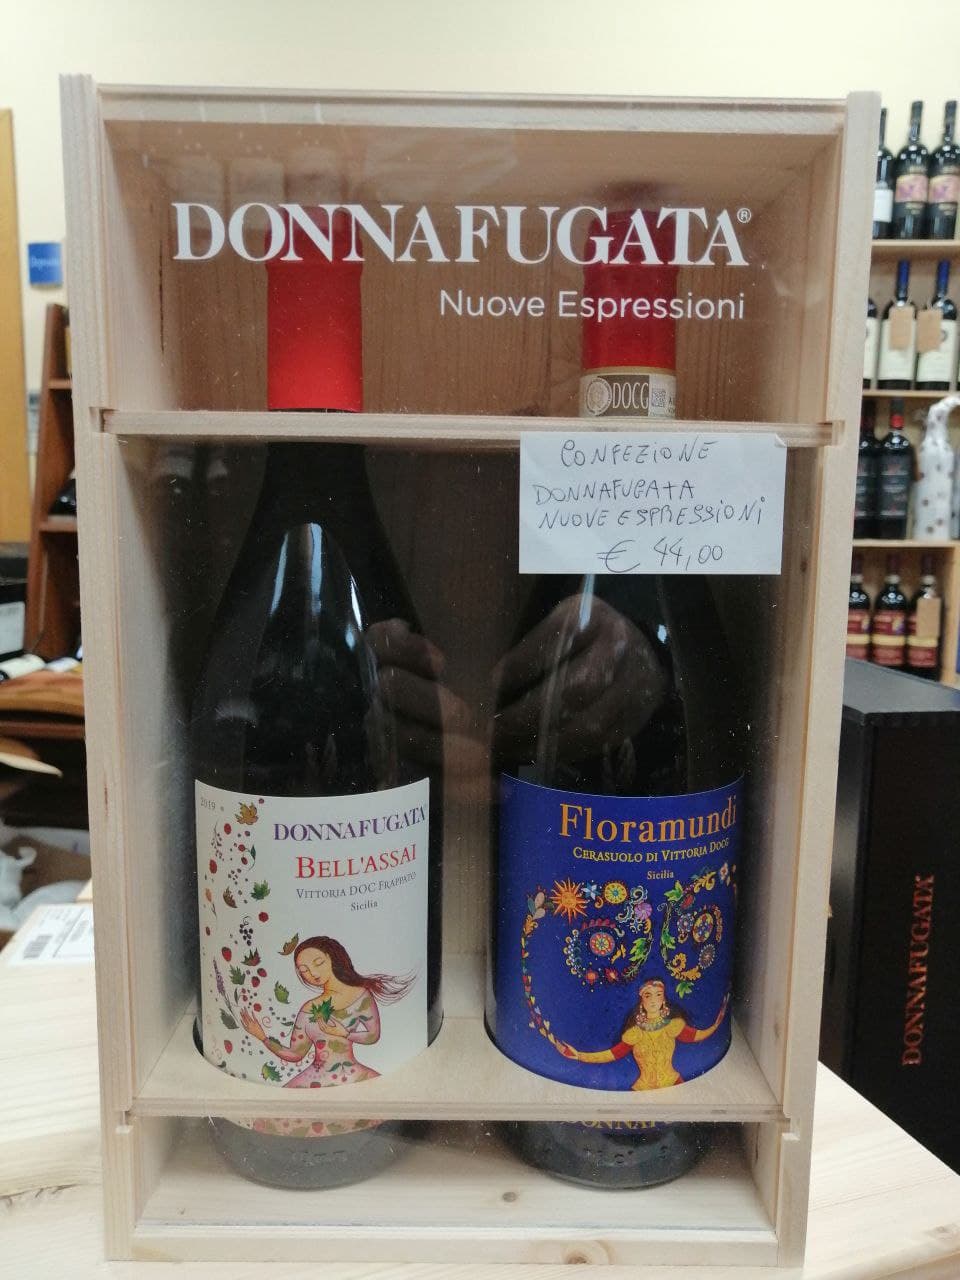 DONNAFUGATA®
Nuove Espressioni
DOCG
CONFEZIONE
DONNAFUGATA
NUOVE ESPRESSIONI
€ 44,00
2019
DONNAFUGATA®
BELL'ASSAI
VITTORIA DOC FRAPPATO
Sicilia
Floramundi
CERASUOLO DI VITTORIA DOCG
Sicilia
DONNAFUGATA